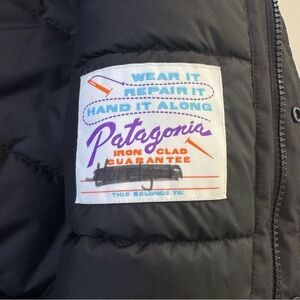 WEAR IT
REPAIR IT
HAND IT ALONG
Patagonia
IRON CLAD
GUARANTEE
THIS BELONGS TO: